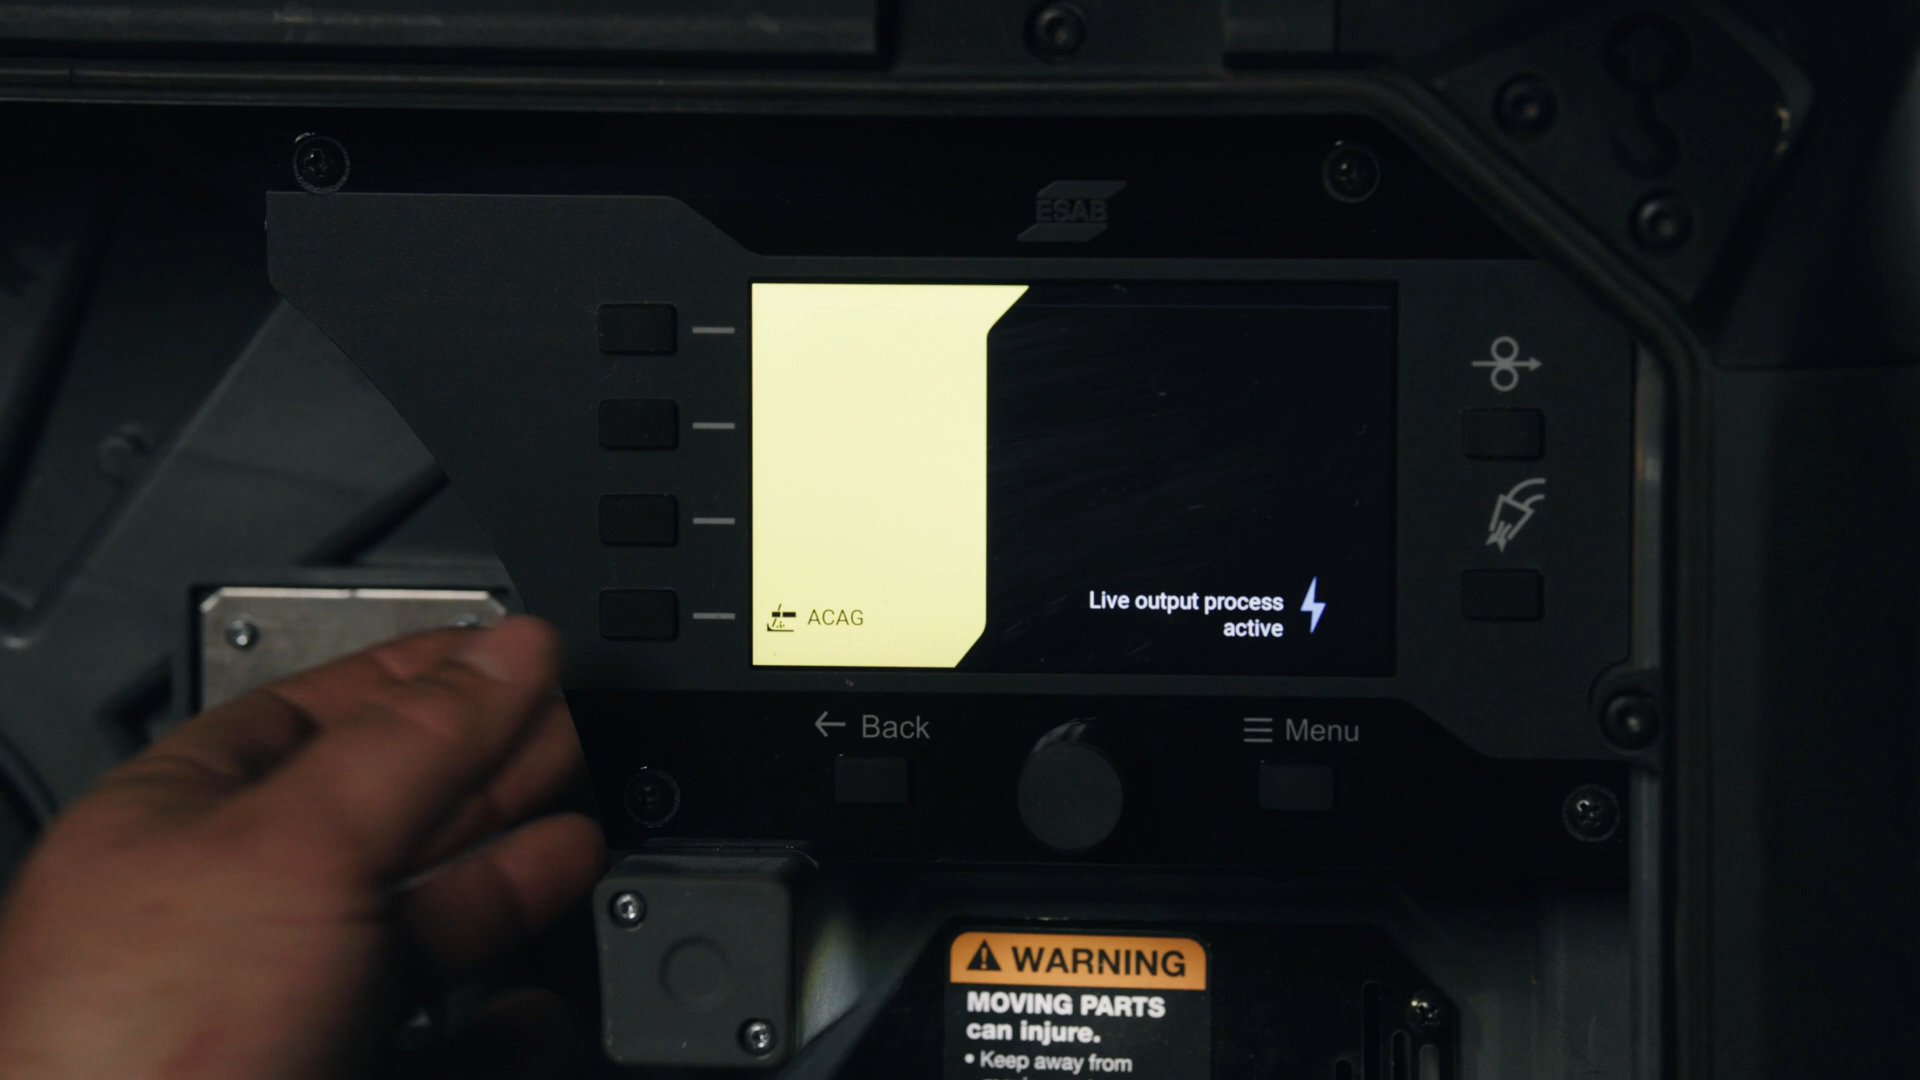 ESAB
ACAG
Live output process
active
Back
Menu
WARNING
MOVING PARTS
can injure.
• Keep away from